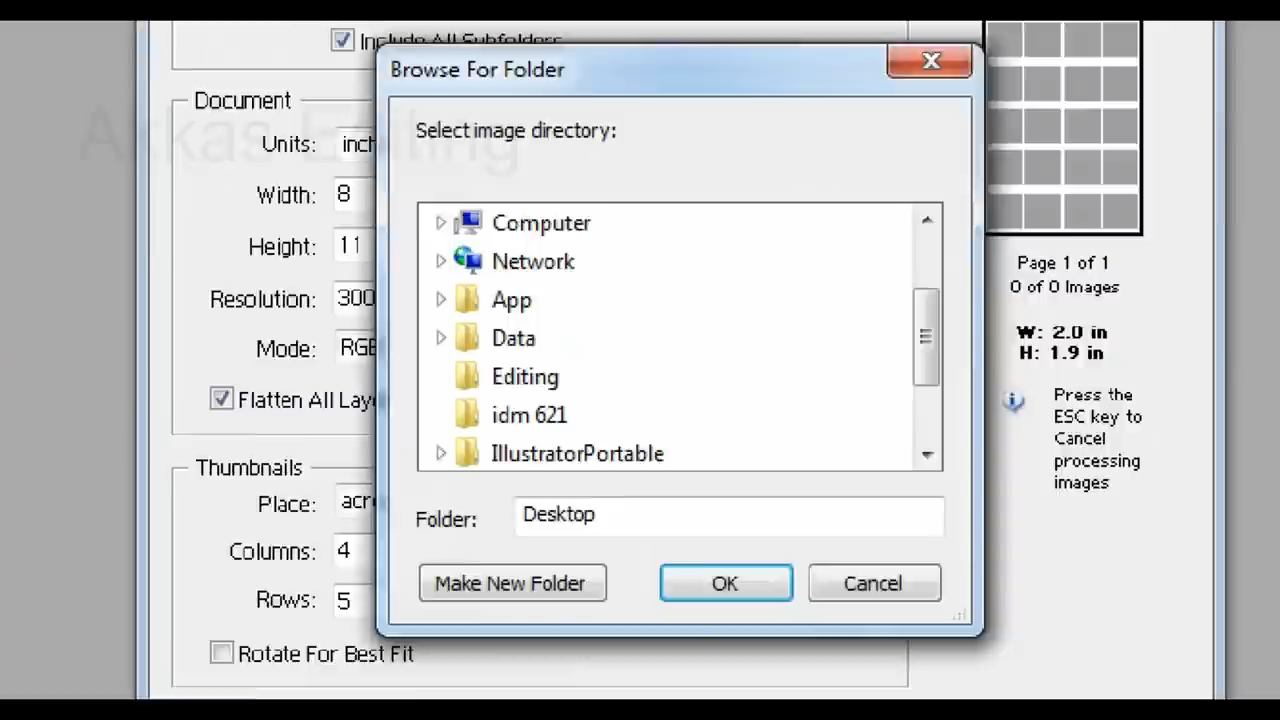 Include All Subfolders
Browse For Folder
Document
Select image directory:
Units: inch
Width: 8
Height: 11
Resolution: 300
Mode: RGB
Flatten All Laye
Thumbnails
Place: acro
Columns: 4
Rows: 5
Rotate For Best Fit
Computer
Network
App
Data
Editing
idm 621
IllustratorPortable
Folder: Desktop
Make New Folder
OK
Cancel
Page 1 of 1
0 of 0 Images
W: 2.0 in
H: 1.9 in
Press the
ESC key to
Cancel
processing
images